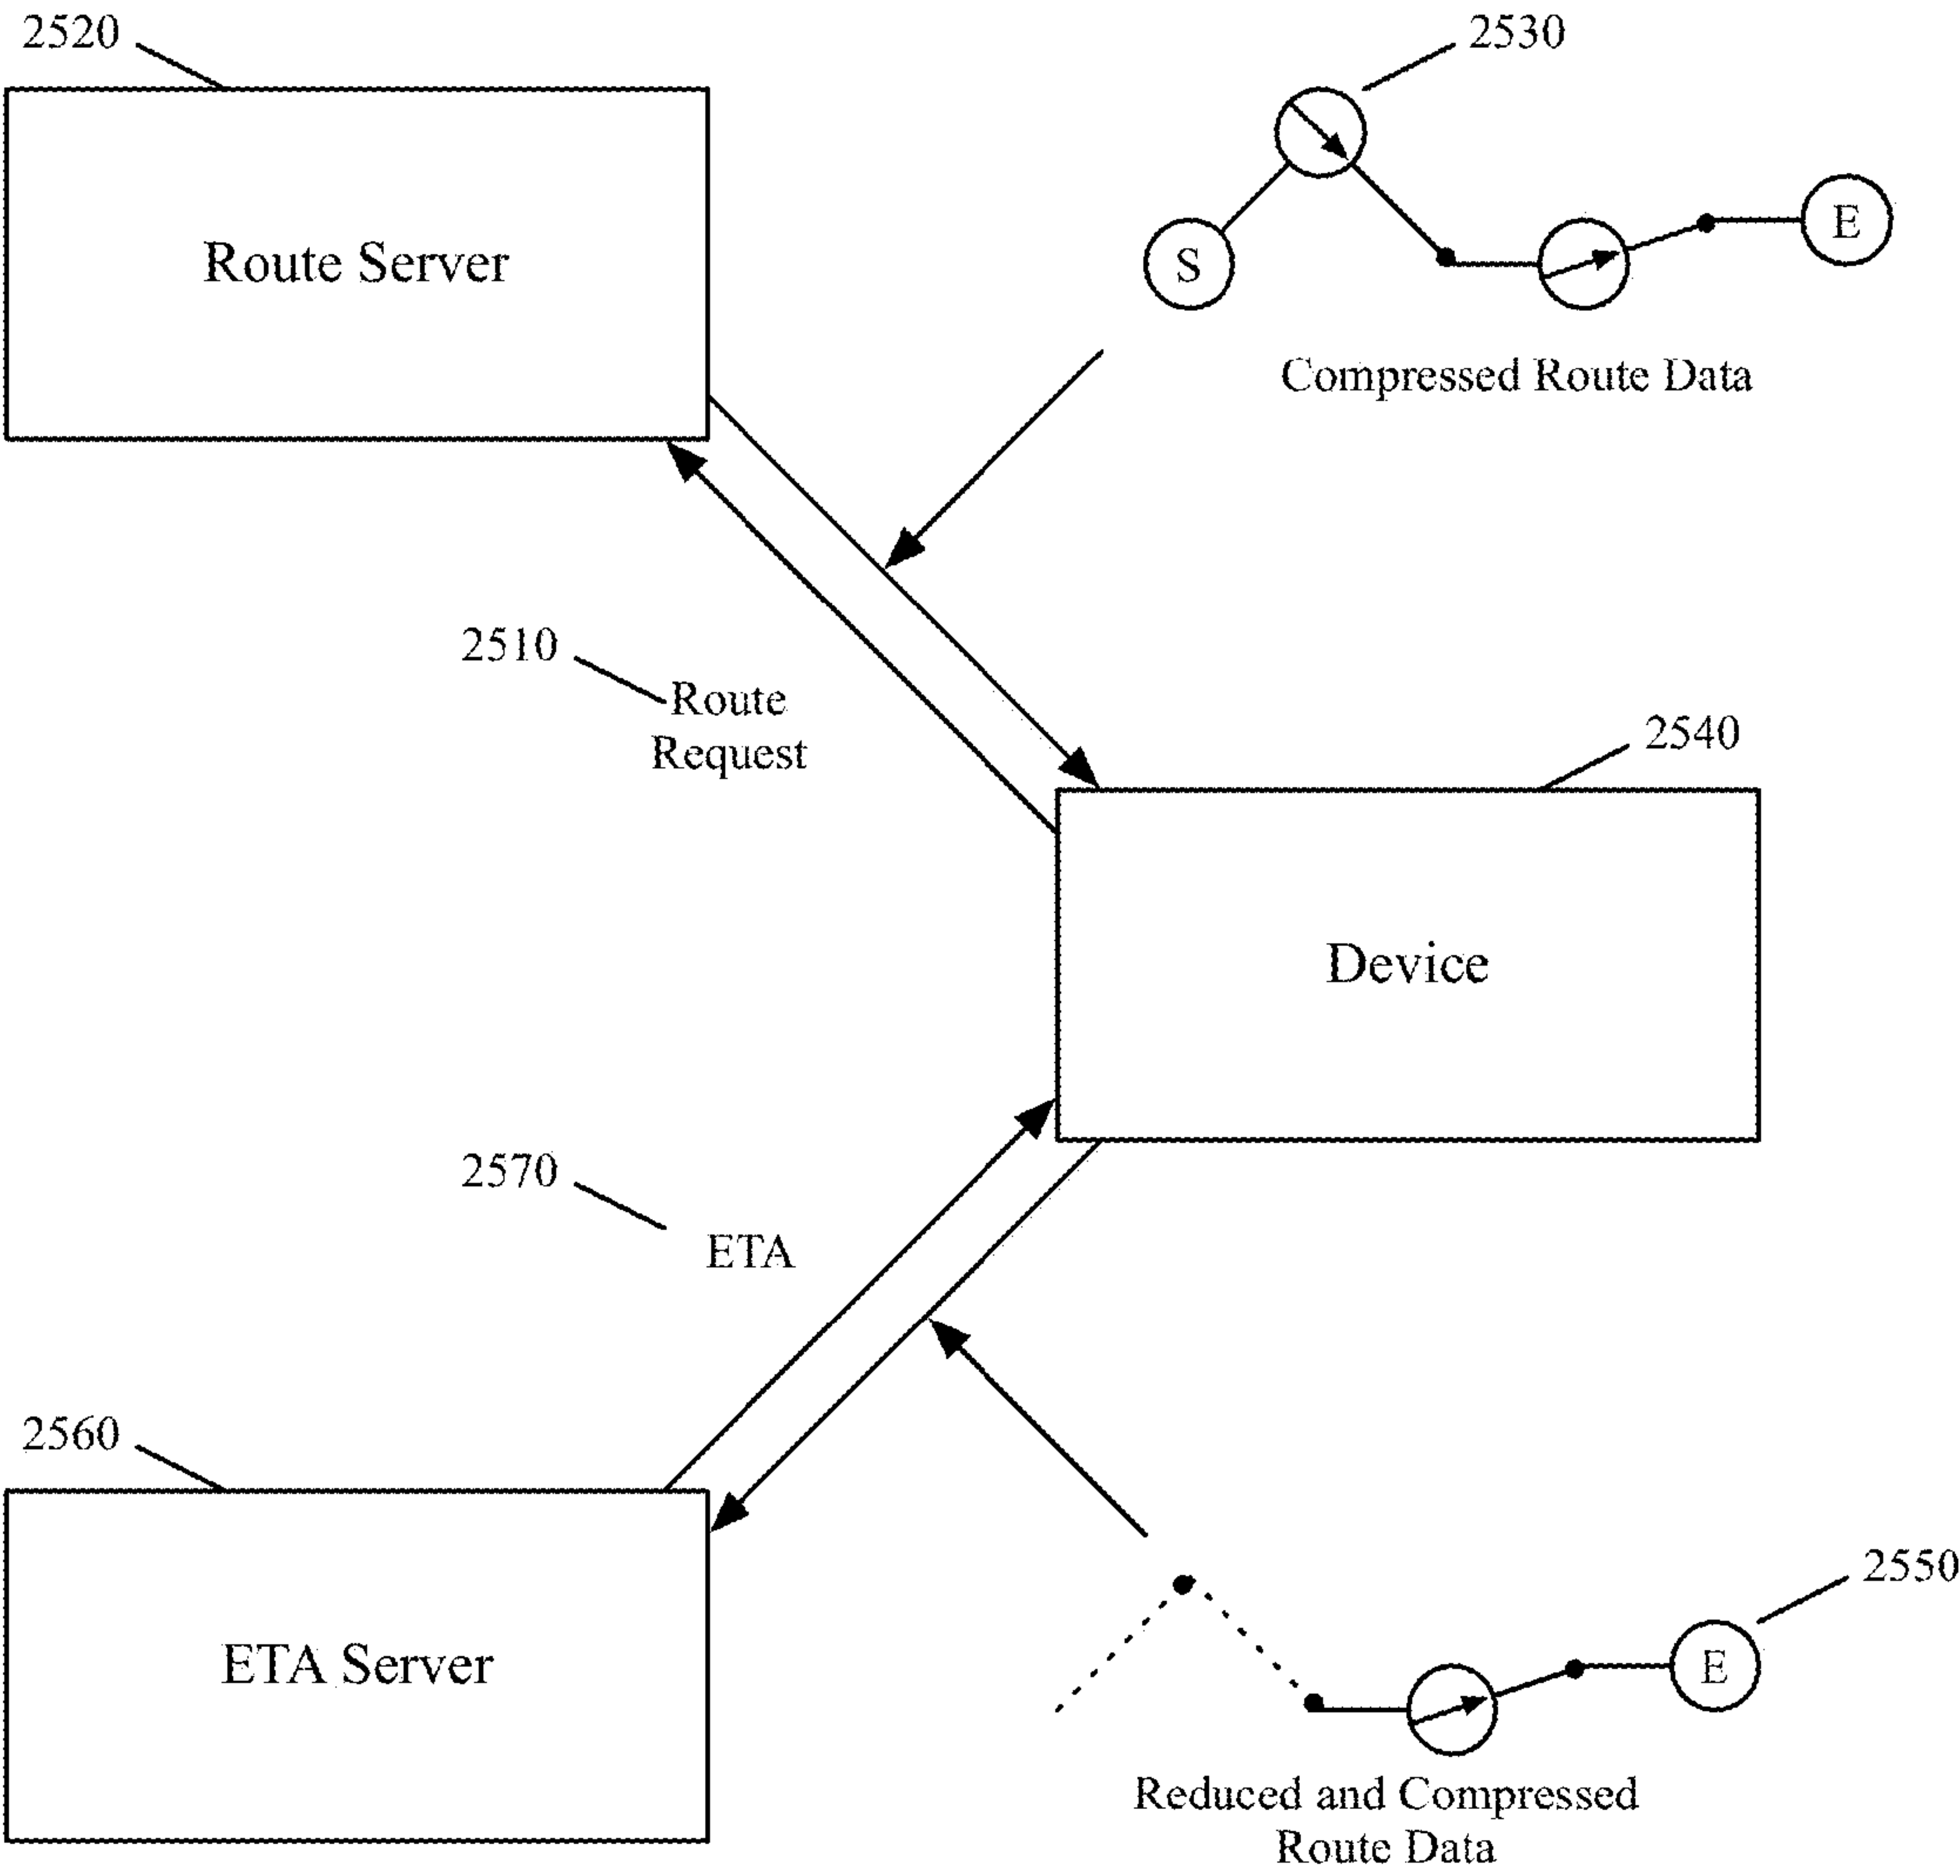 2520
2530
Route Server
S
E
Compressed Route Data
2510
Route
Request
2540
Device
2570
ETA
2560
ETA Server
2550
E
Reduced and Compressed
Route Data